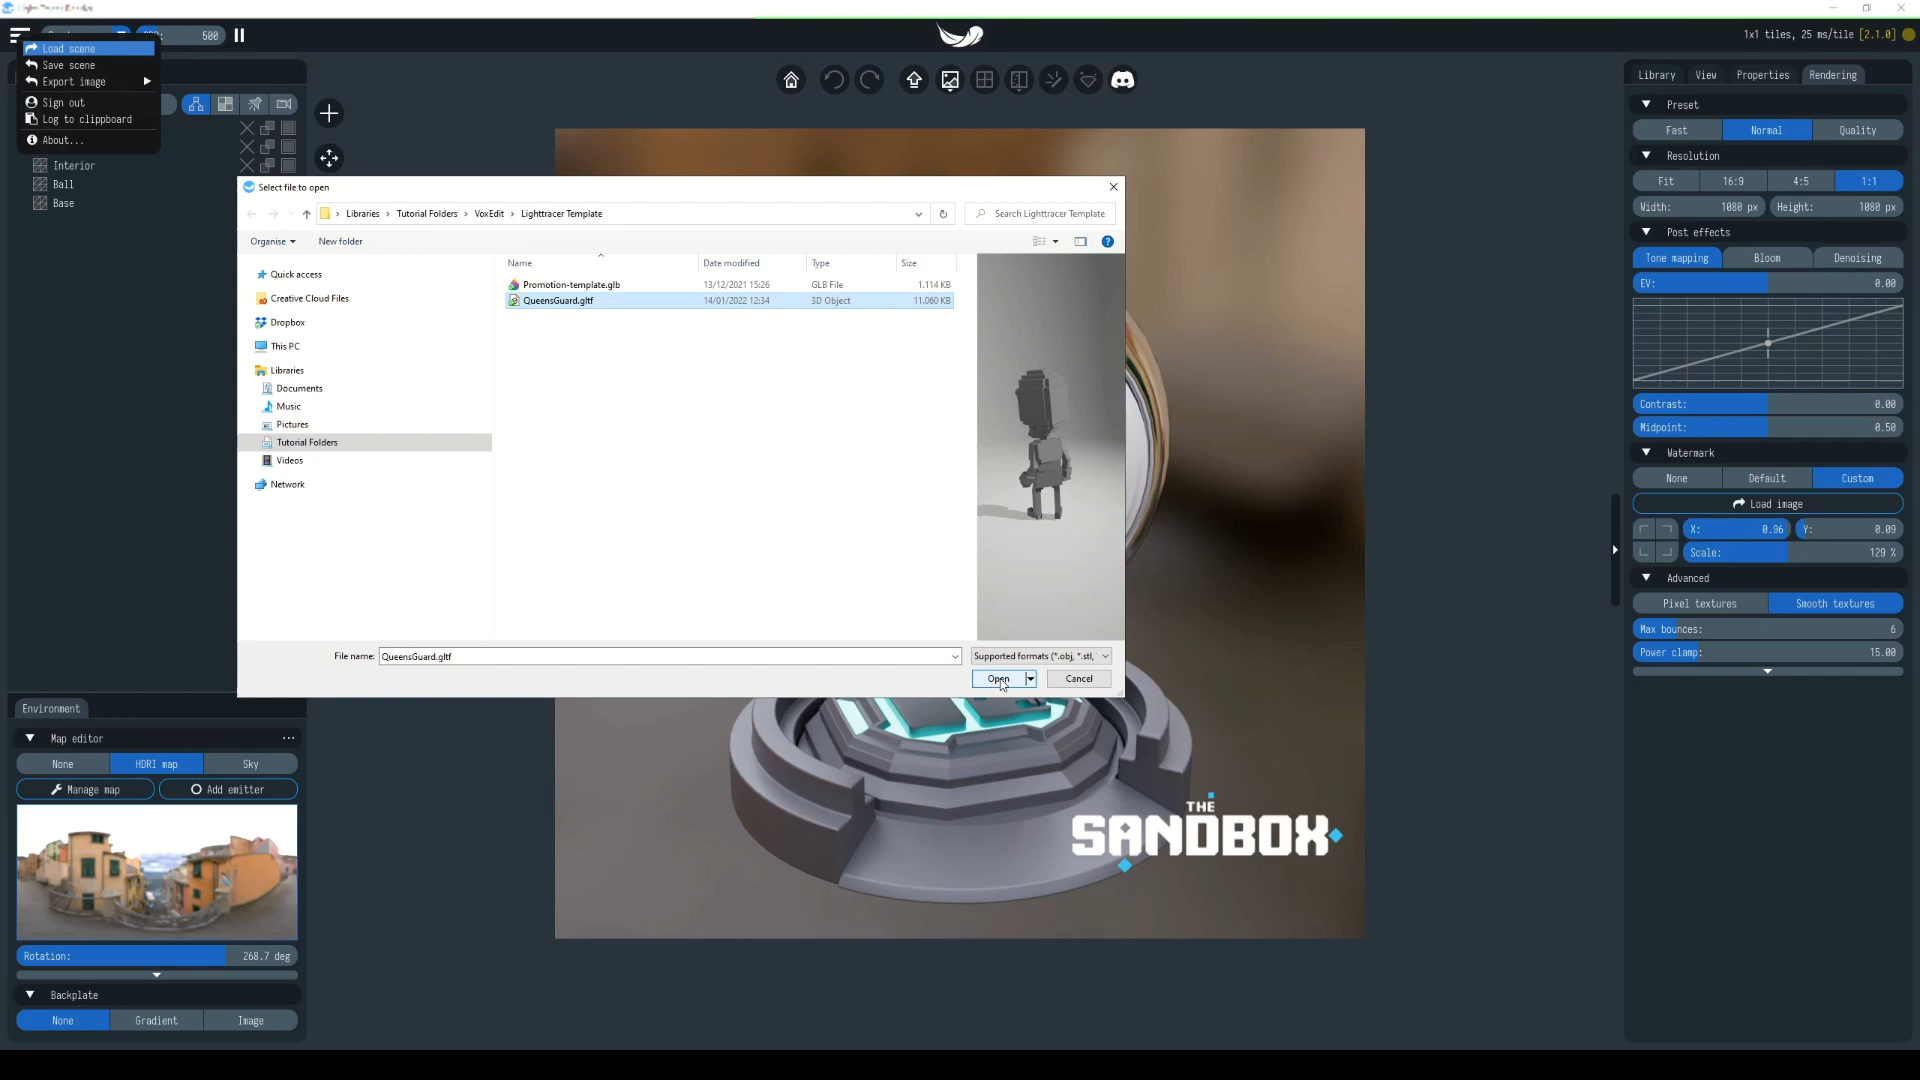 500
1x1 tiles, 25 ms/tile [2.1.0]
Load scene
Save scene
Export image
Sign out
Log to clippboard
About...
Interior
Ball
Base
Select file to open
Libraries
Tutorial Folders
VoxEdit
Lighttracer Template
Search Lighttracer Template
Organise
New folder
Name
Date modified
Type
Size
Promotion-template.glb
13/12/2021 15:26
GLB File
1.114 KB
QueensGuard.gltf
14/01/2022 12:34
3D Object
11.060 KB
Quick access
Creative Cloud Files
Dropbox
This PC
Libraries
Documents
Music
Pictures
Tutorial Folders
Videos
Network
File name:
QueensGuard.gltf
Supported formats (*.obj, *.stl,
Open
Cancel
THE
SANDBOX
Environment
Map editor
None
HDRI map
Sky
Manage map
Add emitter
Rotation:
268.7 deg
Backplate
None
Gradient
Image
Library
View
Properties
Rendering
Preset
Fast
Normal
Quality
Resolution
Fit
16:9
4:5
1:1
Width:
1080 px
Height:
1080 px
Post effects
Tone mapping
Bloom
Denoising
EV:
0.00
Contrast:
0.00
Midpoint:
0.50
Watermark
None
Default
Custom
Load image
X:
0.96
Y:
0.09
Scale:
129 %
Advanced
Pixel textures
Smooth textures
Max bounces:
6
Power clamp:
15.00